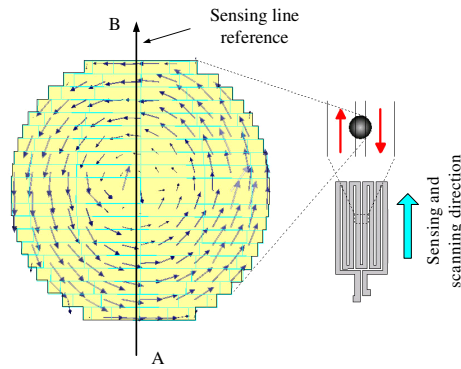 B
Sensing line
reference
Sensing and
scanning direction
A